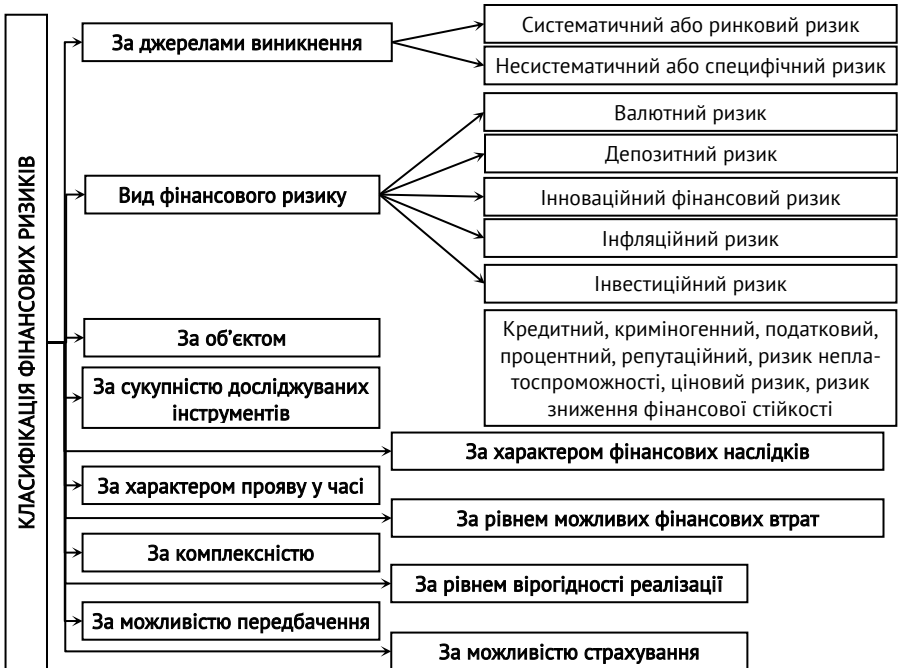 КЛАСИФІКАЦІЯ ФІНАНСОВИХ РИЗИКІВ
За джерелами виникнення
Систематичний або ринковий ризик
Несистематичний або специфічний ризик
Вид фінансового ризику
Валютний ризик
Депозитний ризик
Інноваційний фінансовий ризик
Інфляційний ризик
Інвестиційний ризик
Кредитний, криміногенний, податковий,
процентний, репутаційний, ризик непла-
тоспроможності, ціновий ризик, ризик
зниження фінансової стійкості
За об’єктом
За сукупністю досліджуваних
інструментів
За характером фінансових наслідків
За характером прояву у часі
За рівнем можливих фінансових втрат
За комплексністю
За рівнем вірогідності реалізації
За можливістю передбачення
За можливістю страхування